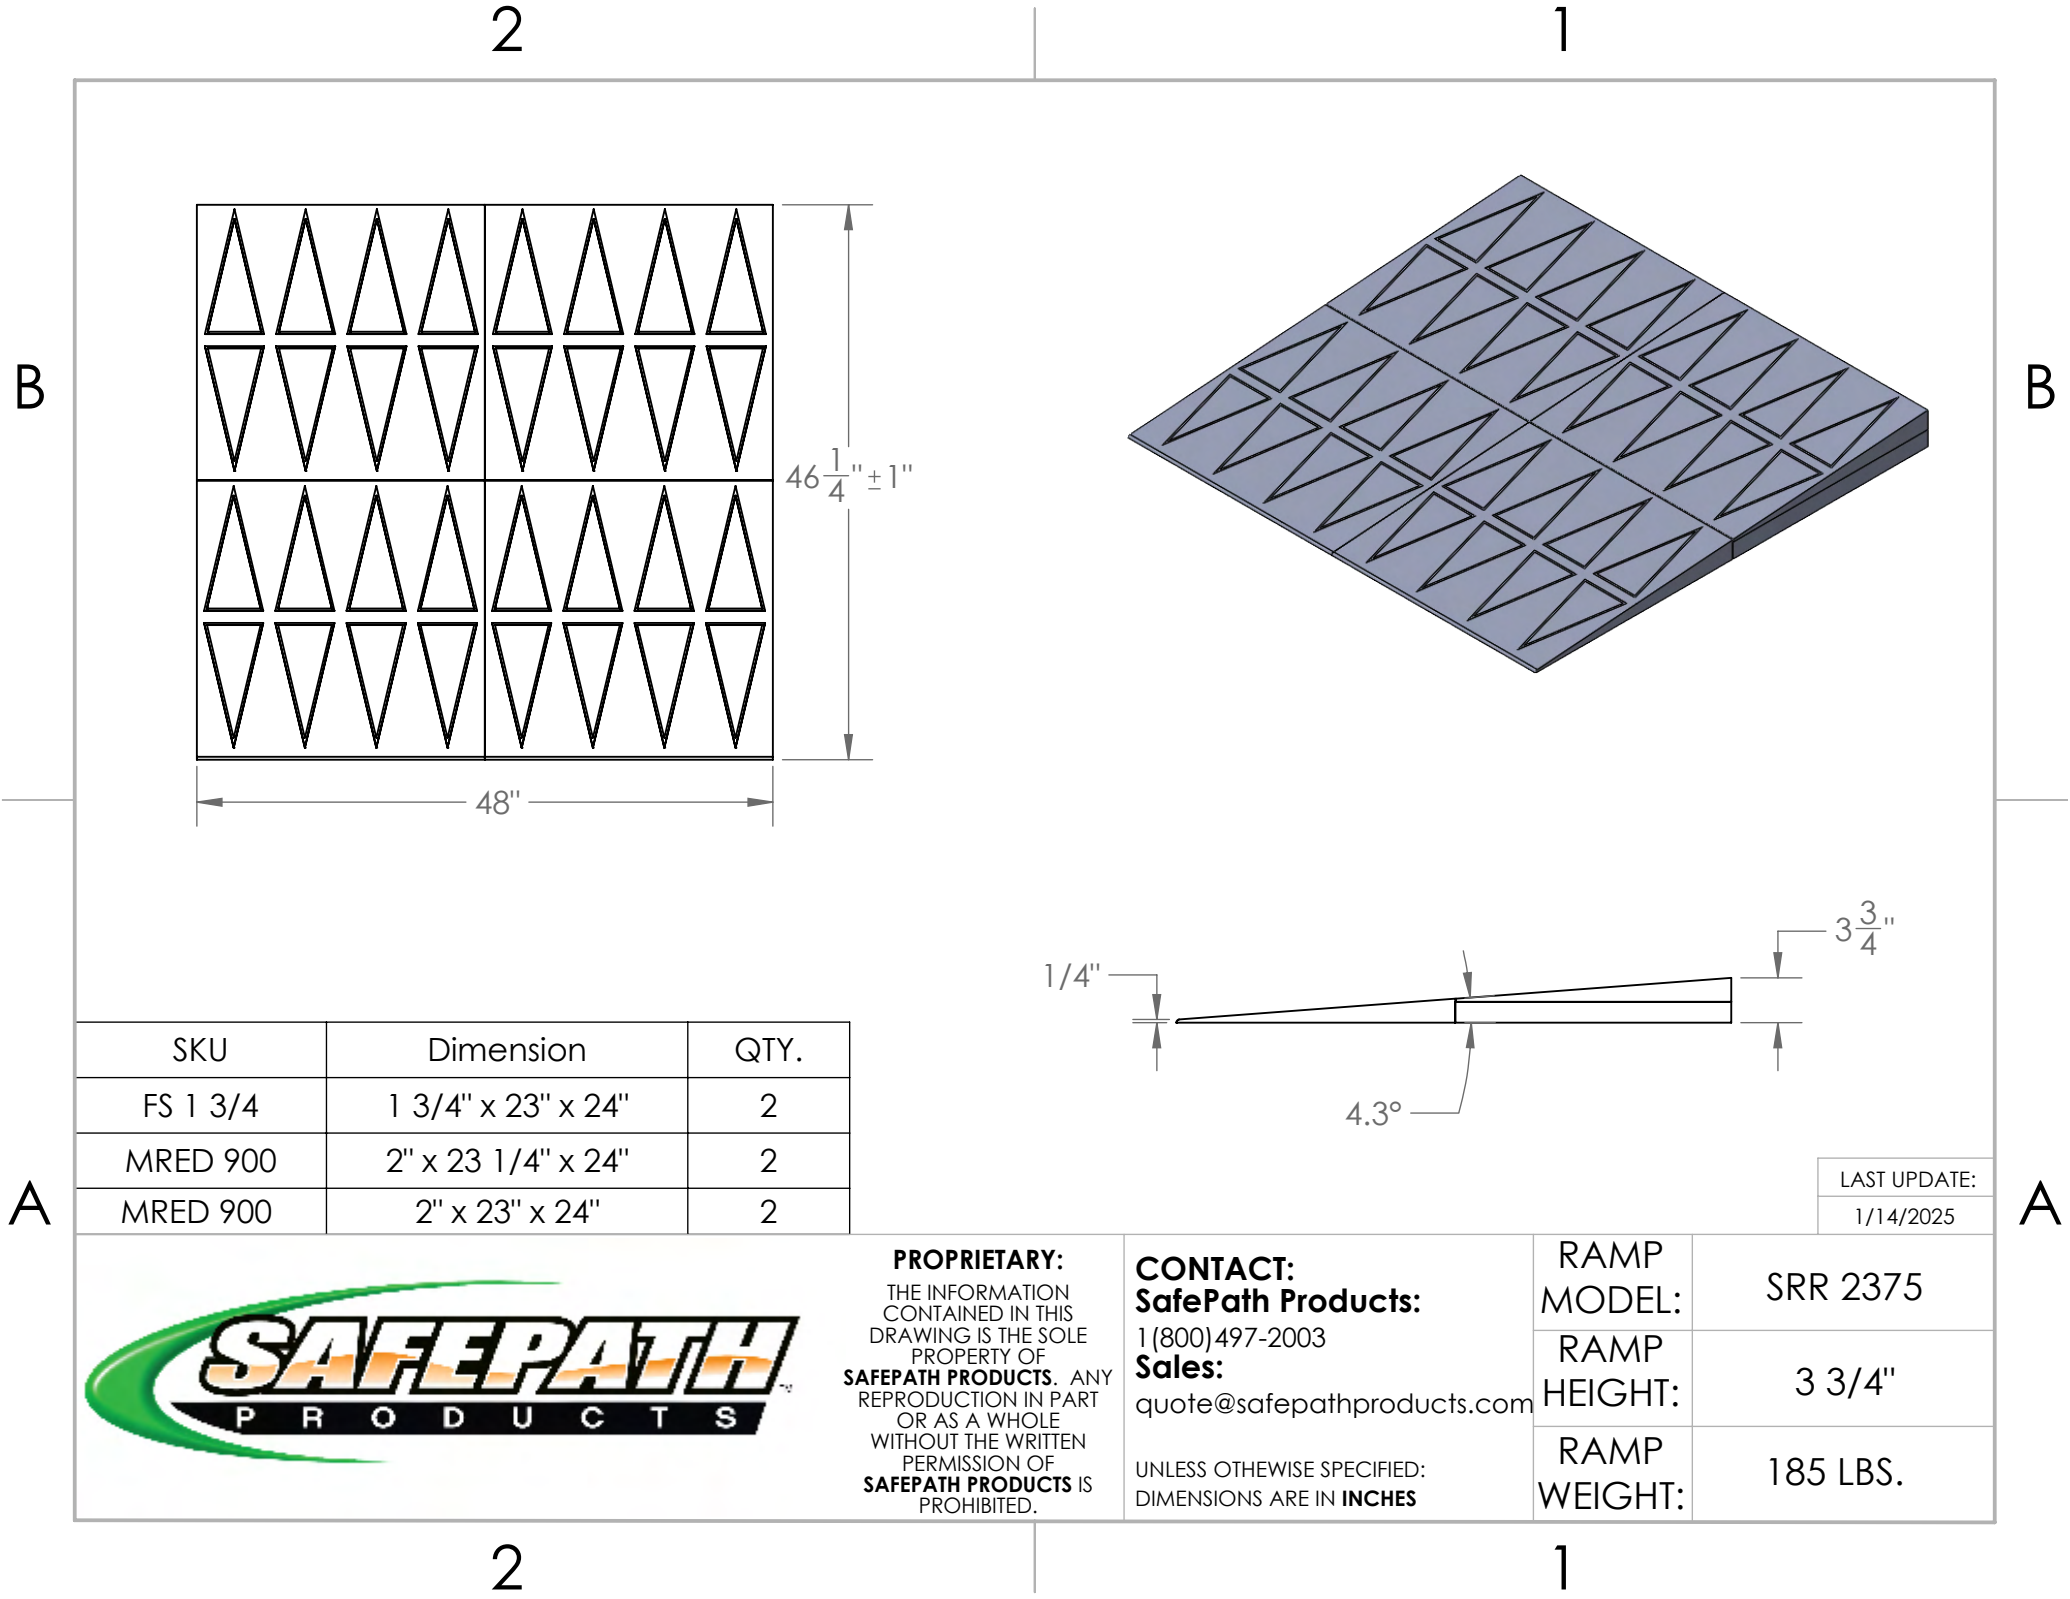 2
1
B
B
46 1/4" ±1"
48"
3 3/4"
1/4"
4.3°
SKU Dimension QTY.
FS 1 3/4 1 3/4" x 23" x 24" 2
MRED 900 2" x 23 1/4" x 24" 2
MRED 900 2" x 23" x 24" 2
A
A
LAST UPDATE:
1/14/2025
SAFEPATH
PRODUCTS
PROPRIETARY:
THE INFORMATION
CONTAINED IN THIS
DRAWING IS THE SOLE
PROPERTY OF
SAFEPATH PRODUCTS. ANY
REPRODUCTION IN PART
OR AS A WHOLE
WITHOUT THE WRITTEN
PERMISSION OF
SAFEPATH PRODUCTS IS
PROHIBITED.
CONTACT:
SafePath Products:
1(800)497-2003
Sales:
quote@safepathproducts.com
UNLESS OTHEWISE SPECIFIED:
DIMENSIONS ARE IN INCHES
RAMP
MODEL:
SRR 2375
RAMP
HEIGHT:
3 3/4"
RAMP
WEIGHT:
185 LBS.
2
1